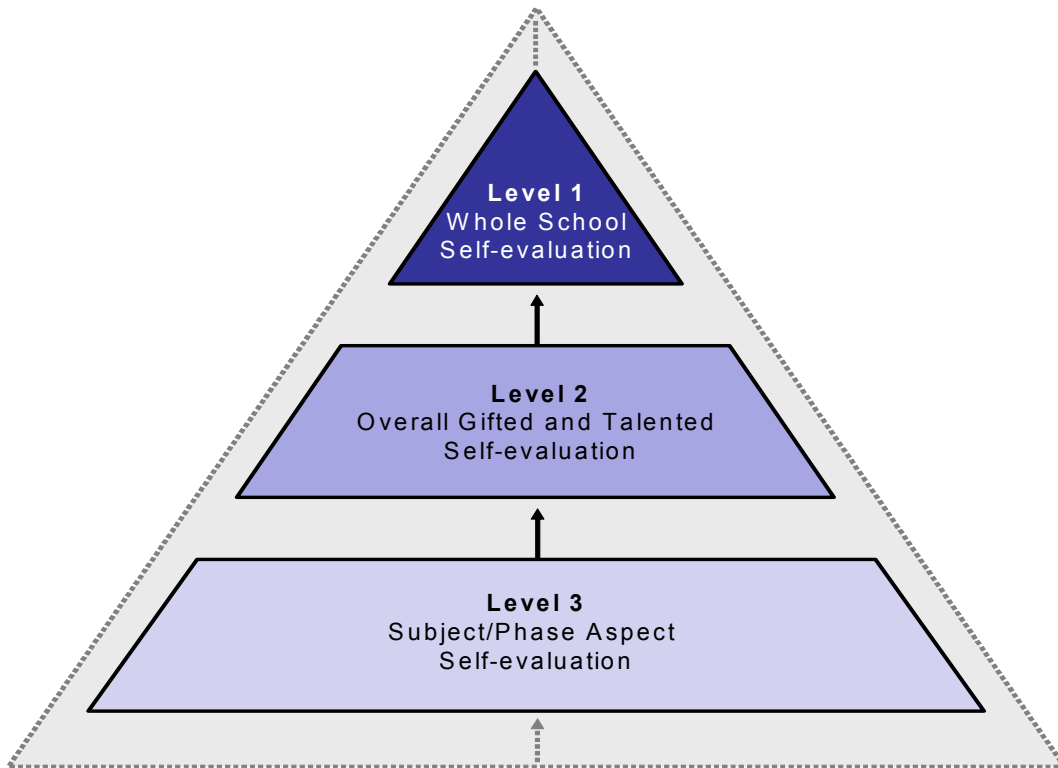 Level 1
Whole School
Self-evaluation
Level 2
Overall Gifted and Talented
Self-evaluation
Level 3
Subject/Phase Aspect
Self-evaluation